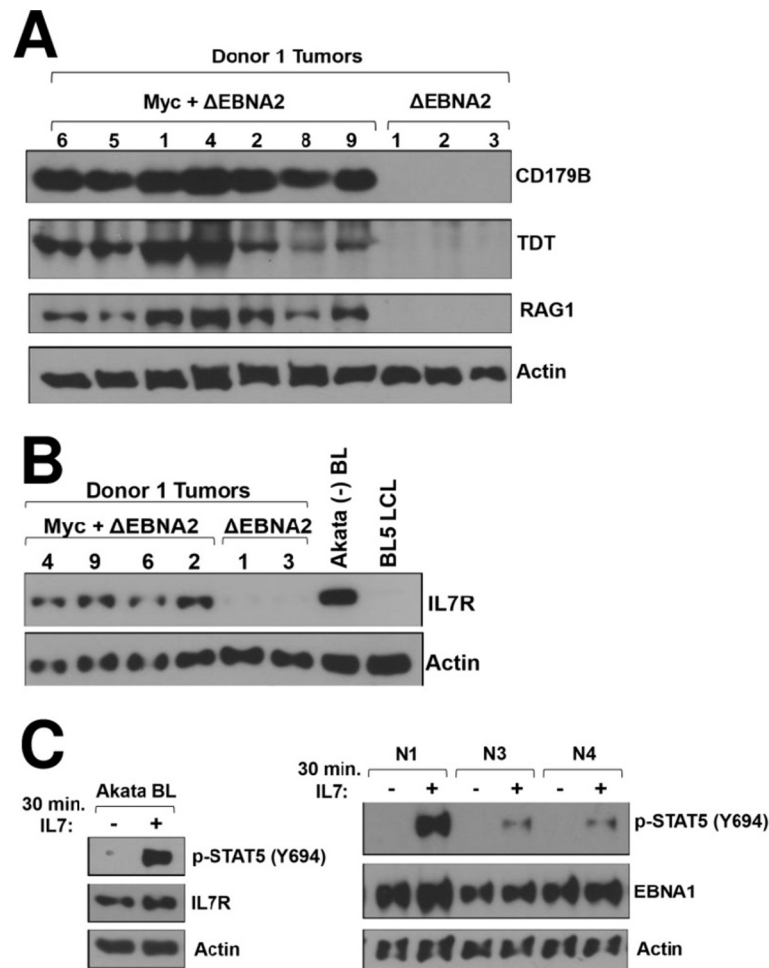 A
Donor 1 Tumors
Myc + ΔEBNA2 ΔEBNA2
6 5 1 4 2 8 9 1 2 3
CD179B
TDT
RAG1
Actin
B
Donor 1 Tumors
Myc + ΔEBNA2 ΔEBNA2
4 9 6 2 1 3
Akata (-) BL
BL5 LCL
IL7R
Actin
C
Akata BL
30 min.
IL7: - +
p-STAT5 (Y694)
IL7R
Actin
N1 N3 N4
30 min.
IL7: - + - + - +
p-STAT5 (Y694)
EBNA1
Actin